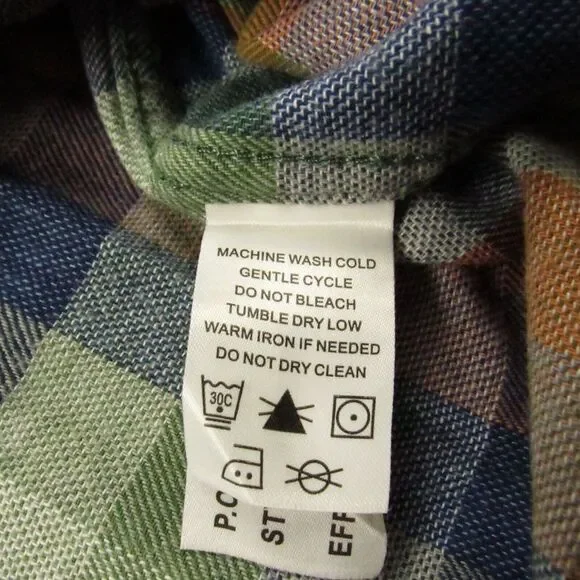 MACHINE WASH COLD
GENTLE CYCLE
DO NOT BLEACH
TUMBLE DRY LOW
WARM IRON IF NEEDED
DO NOT DRY CLEAN
30C